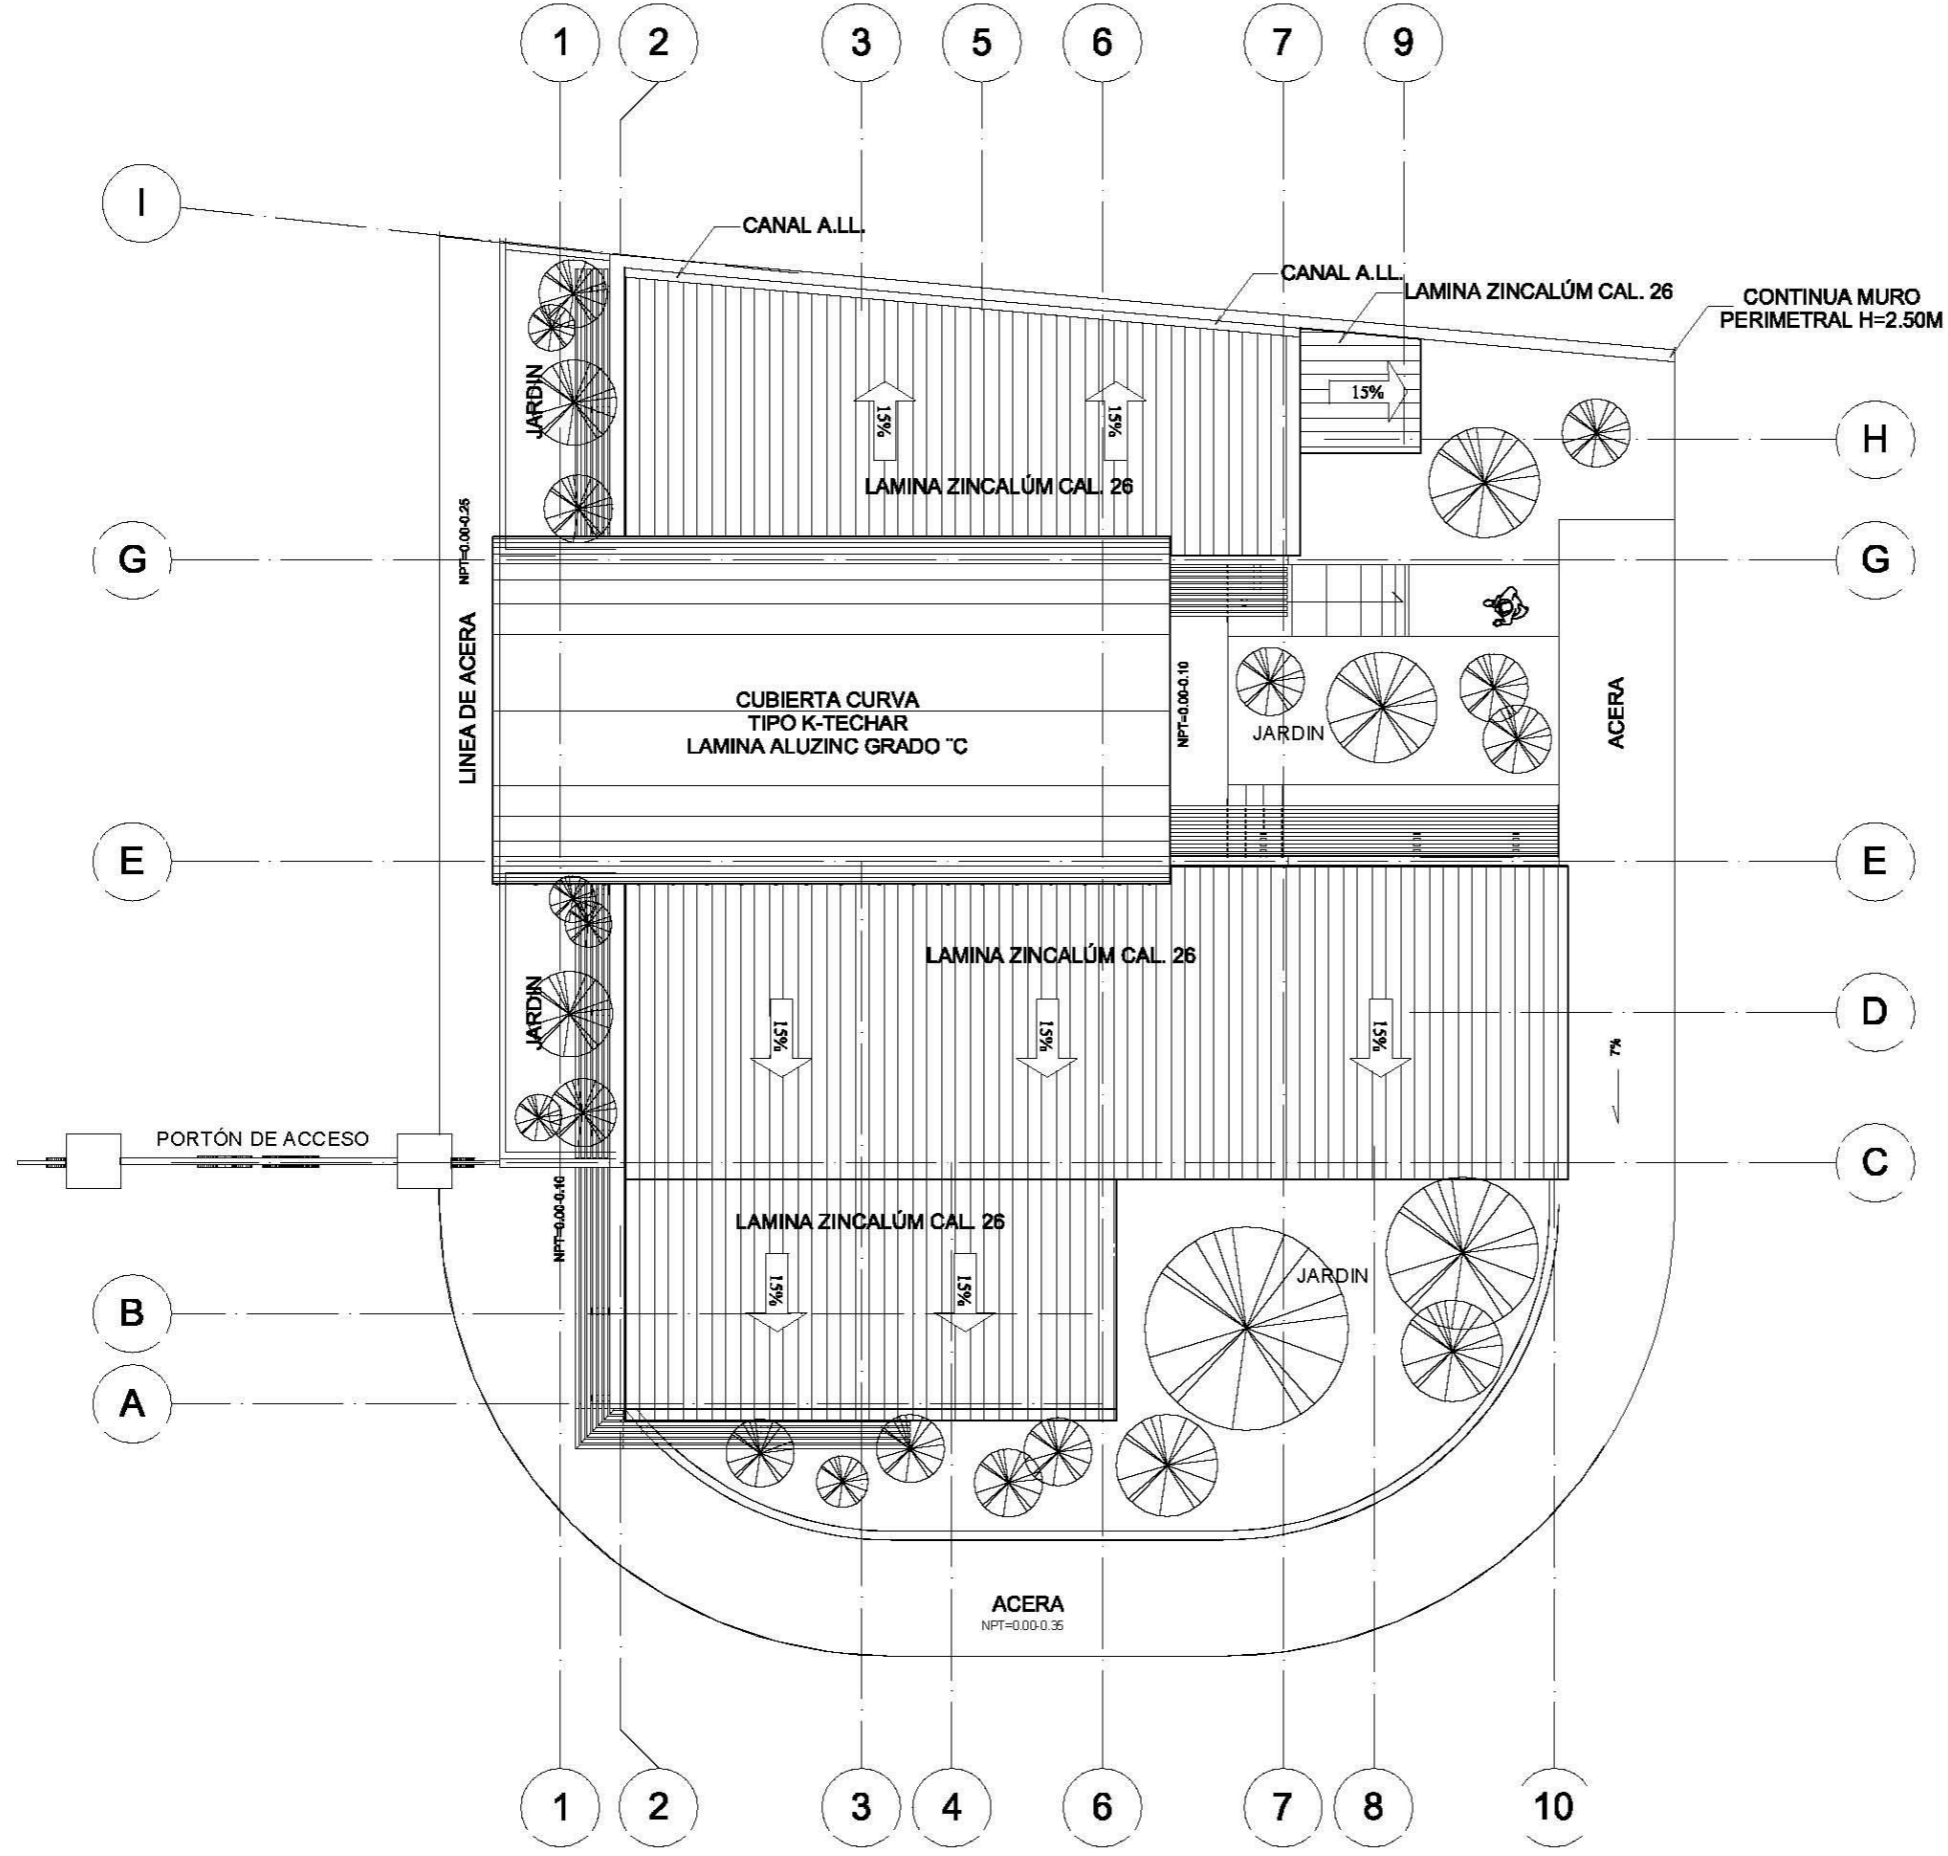 1
2
3
5
6
7
9
I
CANAL A.LL.
CANAL A.LL.
LAMINA ZINCALÚM CAL. 26
CONTINUA MURO
PERIMETRAL H=2.50M
JARDIN
15%
15%
15%
H
LAMINA ZINCALÚM CAL. 26
NPT=0.00-0.25
G
G
LINEA DE ACERA
CUBIERTA CURVA
TIPO K-TECHAR
LAMINA ALUZINC GRADO ¨C
NPT=0.00-0.10
JARDIN
ACERA
E
E
LAMINA ZINCALÚM CAL. 26
JARDIN
15%
15%
15%
D
7%
PORTÓN DE ACCESO
C
NPT=0.00-0.10
LAMINA ZINCALÚM CAL. 26
JARDIN
15%
15%
B
A
ACERA
NPT=0.00-0.35
1
2
3
4
6
7
8
10